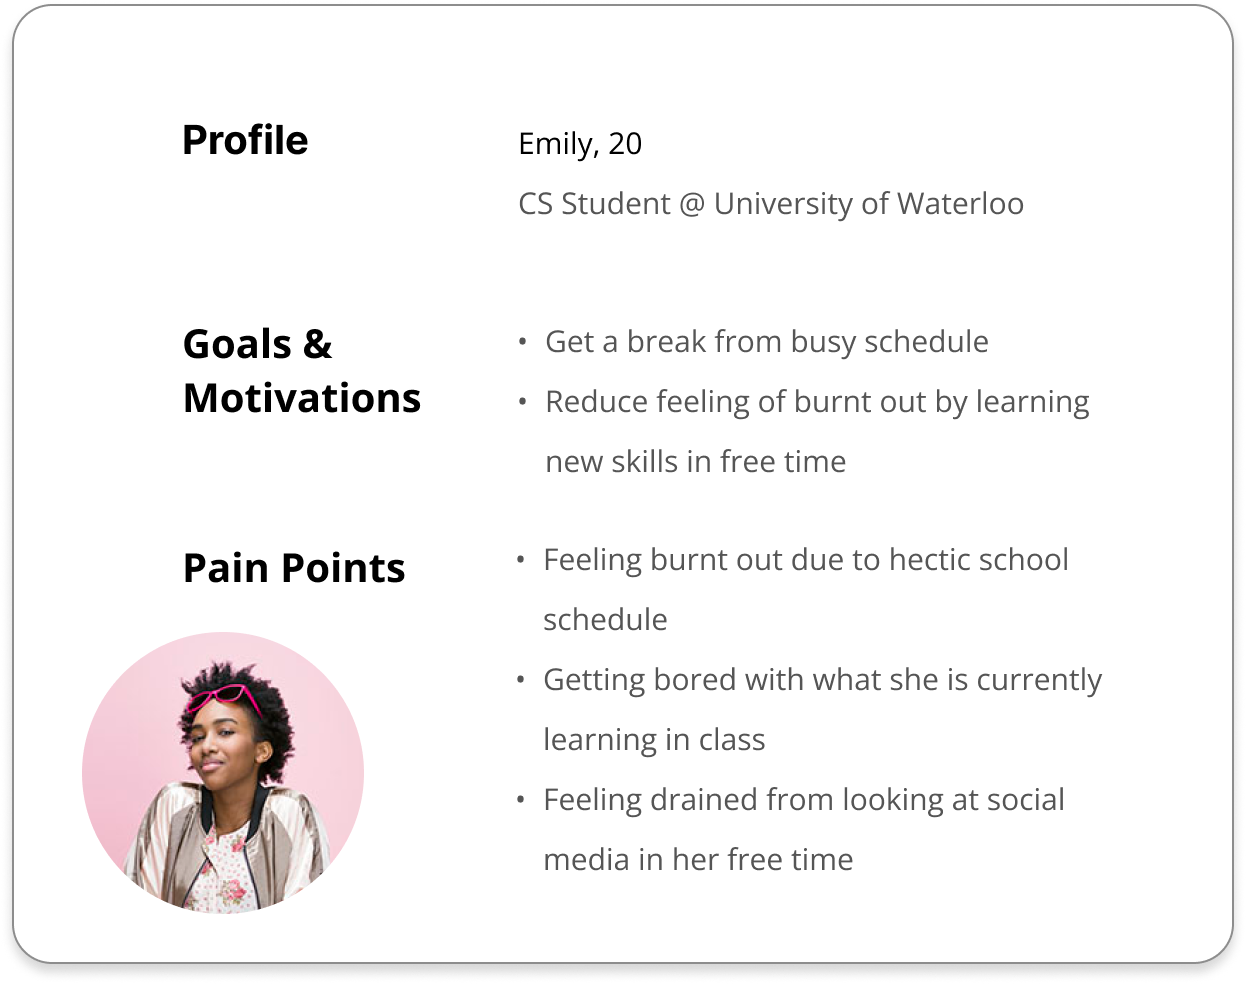 Profile
Emily, 20
CS Student @ University of Waterloo
Goals &
Motivations
• Get a break from busy schedule
• Reduce feeling of burnt out by learning
new skills in free time
Pain Points
• Feeling burnt out due to hectic school
schedule
• Getting bored with what she is currently
learning in class
• Feeling drained from looking at social
media in her free time